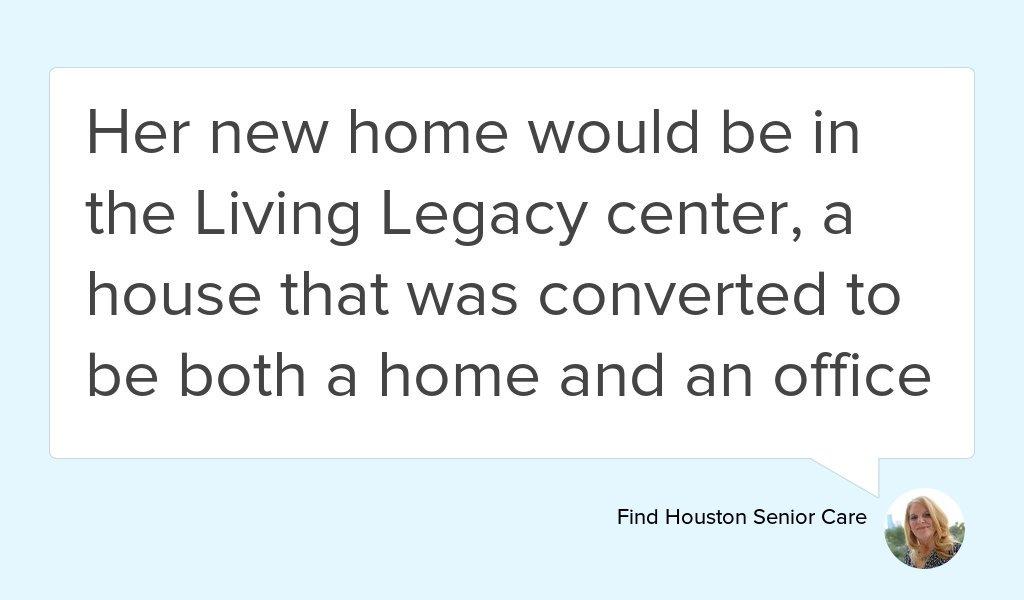 Her new home would be in
the Living Legacy center, a
house that was converted to
be both a home and an office
Find Houston Senior Care